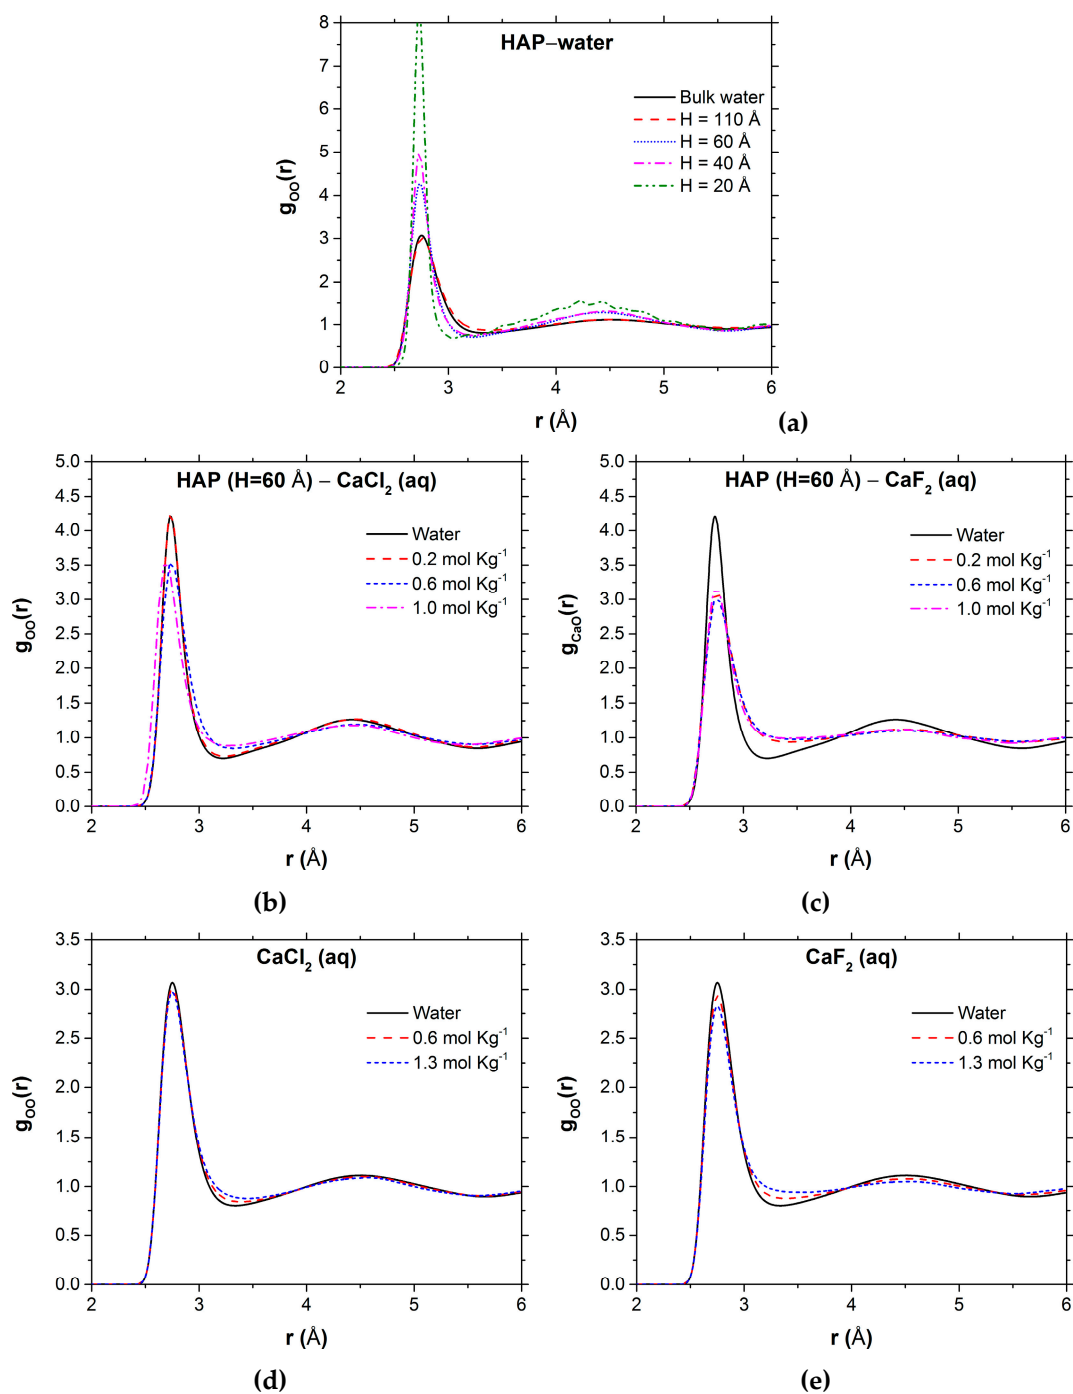 HAP–water
Bulk water
H = 110 Å
H = 60 Å
H = 40 Å
H = 20 Å
8
7
6
5
4
3
2
1
0
gOO(r)
2 3 4 5 6
r (Å)
(a)
HAP (H=60 Å) – CaCl2 (aq)
Water
0.2 mol Kg-1
0.6 mol Kg-1
1.0 mol Kg-1
5.0
4.5
4.0
3.5
3.0
2.5
2.0
1.5
1.0
0.5
0.0
gOO(r)
2 3 4 5 6
r (Å)
(b)
HAP (H=60 Å) – CaF2 (aq)
Water
0.2 mol Kg-1
0.6 mol Kg-1
1.0 mol Kg-1
5.0
4.5
4.0
3.5
3.0
2.5
2.0
1.5
1.0
0.5
0.0
gCaO(r)
2 3 4 5 6
r (Å)
(c)
CaCl2 (aq)
Water
0.6 mol Kg-1
1.3 mol Kg-1
3.5
3.0
2.5
2.0
1.5
1.0
0.5
0.0
gOO(r)
2 3 4 5 6
r (Å)
(d)
CaF2 (aq)
Water
0.6 mol Kg-1
1.3 mol Kg-1
3.5
3.0
2.5
2.0
1.5
1.0
0.5
0.0
gOO(r)
2 3 4 5 6
r (Å)
(e)